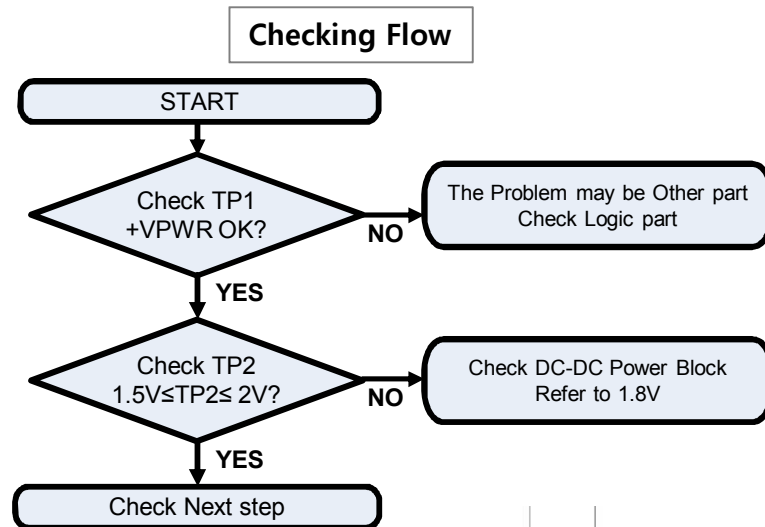 Checking Flow
START
Check TP1
+VPWR OK?
The Problem may be Other part
Check Logic part
NO
YES
Check TP2
1.5V≤TP2≤ 2V?
Check DC-DC Power Block
Refer to 1.8V
NO
YES
Check Next step